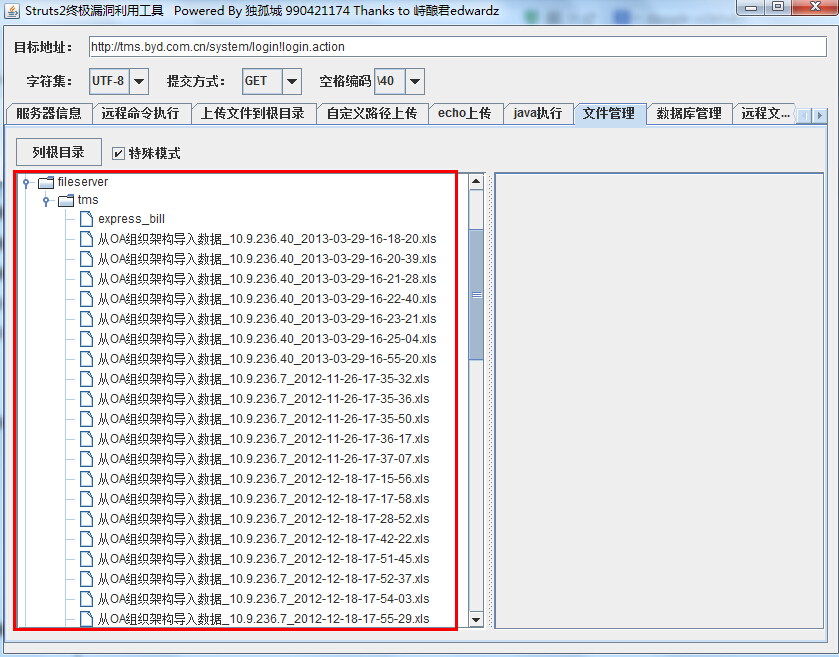 Struts2终极漏洞利用工具 Powered By 独孤城 990421174 Thanks to 峙酿君edwardz
目标地址: http://tms.byd.com.cn/system/login!login.action
字符集: UTF-8 提交方式: GET 空格编码 \40
服务器信息 远程命令执行 上传文件到根目录 自定义路径上传 echo上传 java执行 文件管理 数据库管理 远程文...
列根目录 特殊模式
fileserver
tms
express_bill
从OA组织架构导入数据_10.9.236.40_2013-03-29-16-18-20.xls
从OA组织架构导入数据_10.9.236.40_2013-03-29-16-20-39.xls
从OA组织架构导入数据_10.9.236.40_2013-03-29-16-21-28.xls
从OA组织架构导入数据_10.9.236.40_2013-03-29-16-22-40.xls
从OA组织架构导入数据_10.9.236.40_2013-03-29-16-23-21.xls
从OA组织架构导入数据_10.9.236.40_2013-03-29-16-25-04.xls
从OA组织架构导入数据_10.9.236.40_2013-03-29-16-55-20.xls
从OA组织架构导入数据_10.9.236.7_2012-11-26-17-35-32.xls
从OA组织架构导入数据_10.9.236.7_2012-11-26-17-35-36.xls
从OA组织架构导入数据_10.9.236.7_2012-11-26-17-35-50.xls
从OA组织架构导入数据_10.9.236.7_2012-11-26-17-36-17.xls
从OA组织架构导入数据_10.9.236.7_2012-11-26-17-37-07.xls
从OA组织架构导入数据_10.9.236.7_2012-12-18-17-15-56.xls
从OA组织架构导入数据_10.9.236.7_2012-12-18-17-17-58.xls
从OA组织架构导入数据_10.9.236.7_2012-12-18-17-28-52.xls
从OA组织架构导入数据_10.9.236.7_2012-12-18-17-42-22.xls
从OA组织架构导入数据_10.9.236.7_2012-12-18-17-51-45.xls
从OA组织架构导入数据_10.9.236.7_2012-12-18-17-52-37.xls
从OA组织架构导入数据_10.9.236.7_2012-12-18-17-54-03.xls
从OA组织架构导入数据_10.9.236.7_2012-12-18-17-55-29.xls